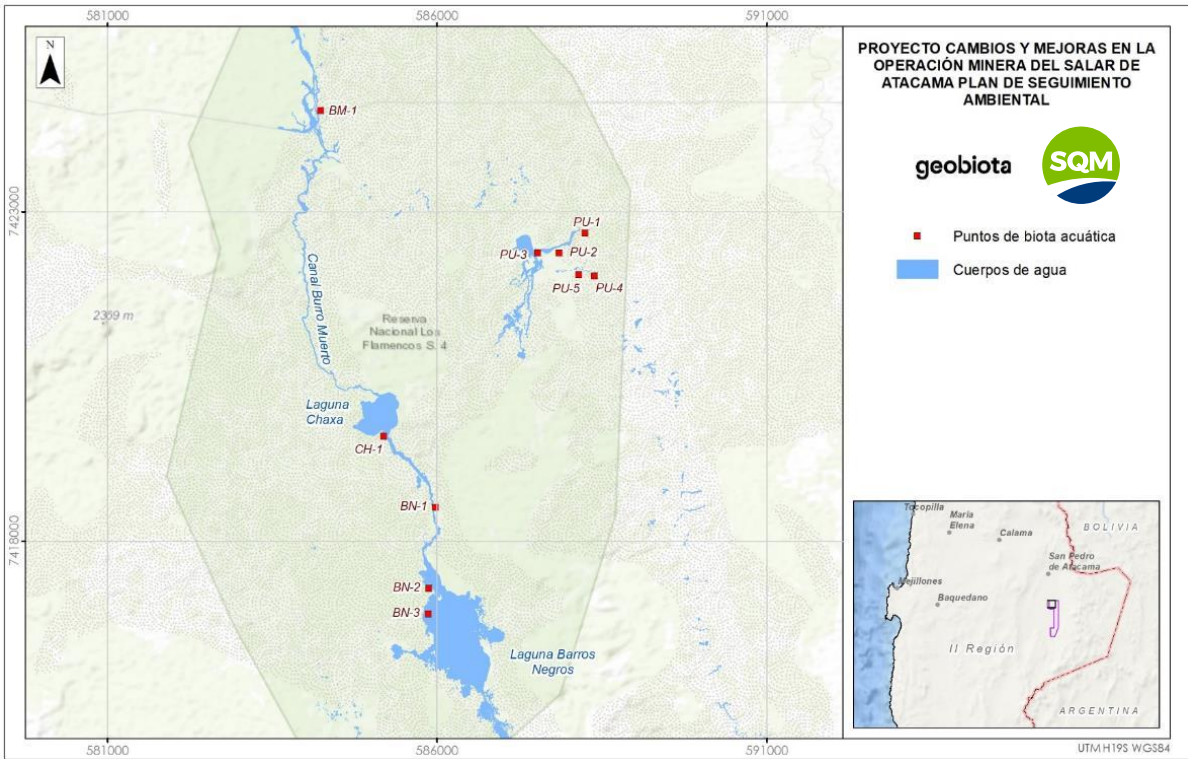 581000
586000
591000
N
BM-1
7423000
PU-1
PU-3
PU-2
PU-5
PU-4
Canal Burro Muerto
2369 m
Reserva
Nacional Los
Flamencos S. 4
Laguna
Chaxa
CH-1
BN-1
7418000
BN-2
BN-3
Laguna Barros
Negros
581000
586000
591000
PROYECTO CAMBIOS Y MEJORAS EN LA
OPERACIÓN MINERA DEL SALAR DE
ATACAMA PLAN DE SEGUIMIENTO
AMBIENTAL
geobiota
SQM
Puntos de biota acuática
Cuerpos de agua
Tocopilla
María
Elena
Calama
BOLIVIA
San Pedro
de Atacama
Mejillones
Baquedano
II Región
ARGENTINA
UTM H19S WGS84